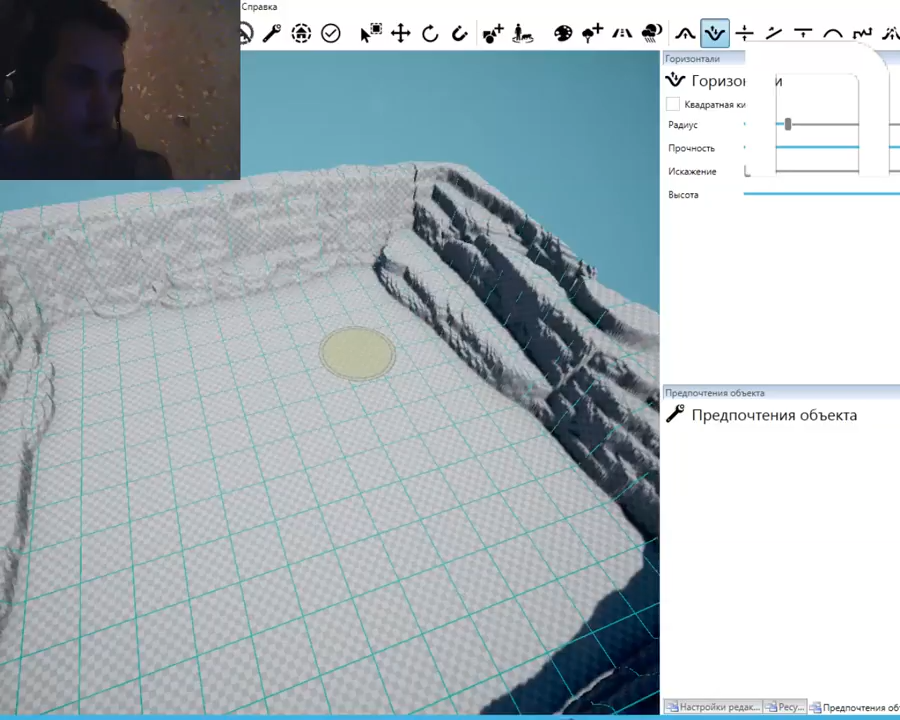 Справка
Горизонтали
Горизон и
Квадратная ки
Радиус
Прочность
Искажение
Высота
Предпочтения объекта
Предпочтения объекта
Настройки редак... Ресу... Предпочтения об